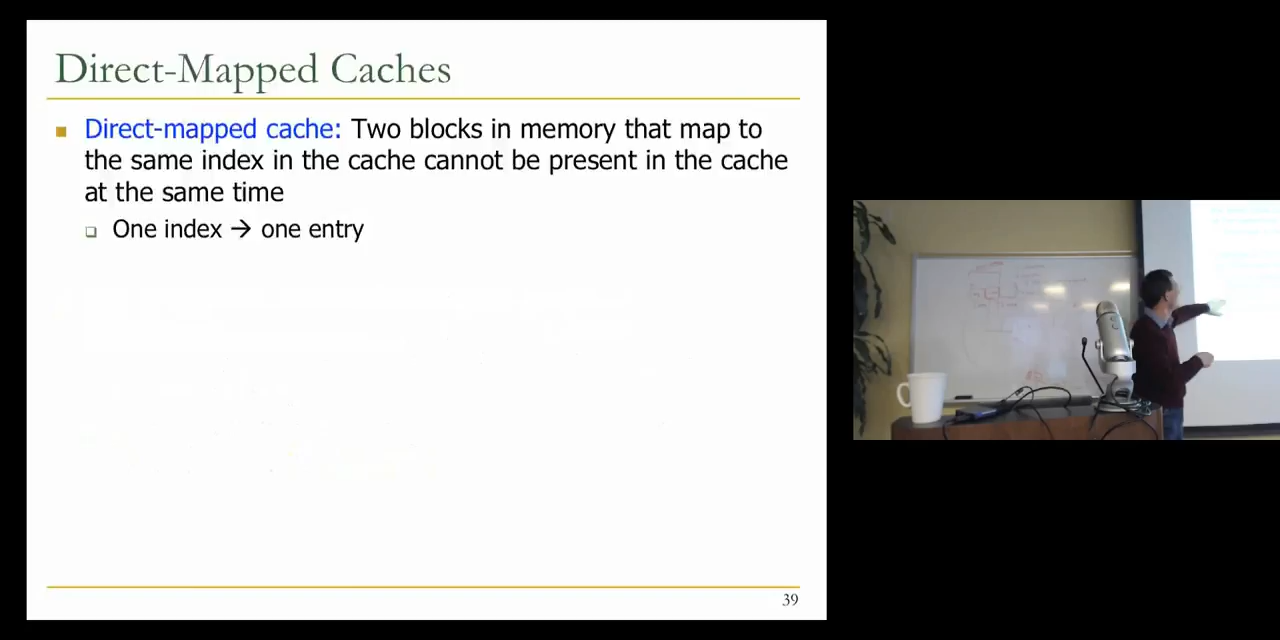 Direct-Mapped Caches
Direct-mapped cache: Two blocks in memory that map to
the same index in the cache cannot be present in the cache
at the same time
One index → one entry
39